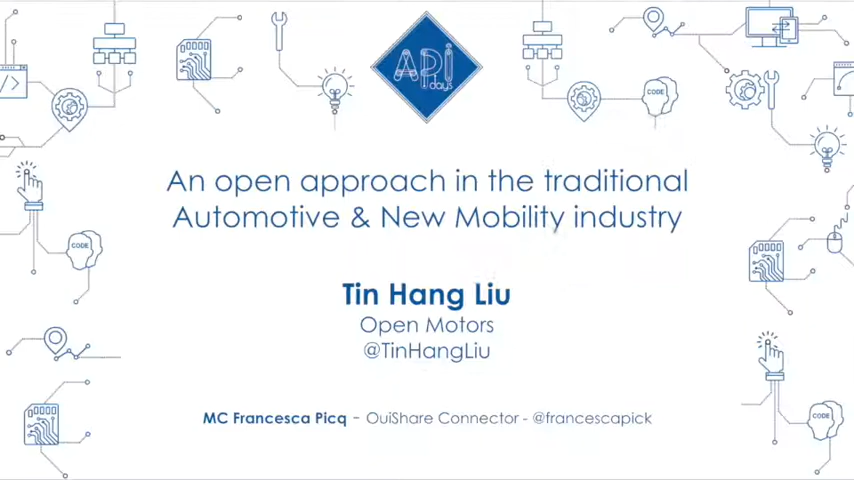 API
days
</>
CODE
An open approach in the traditional
Automotive & New Mobility industry
CODE
Tin Hang Liu
Open Motors
@TinHangLiu
MC Francesca Picq - OuiShare Connector - @francescapick
CODE